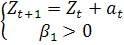 Z_{t+1} = Z_t + a_t
β_1 > 0